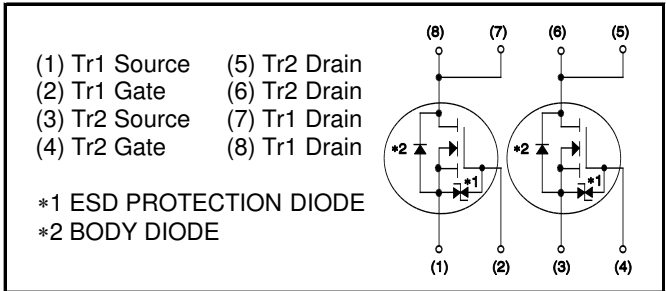 (1) Tr1 Source (5) Tr2 Drain
(2) Tr1 Gate (6) Tr2 Drain
(3) Tr2 Source (7) Tr1 Drain
(4) Tr2 Gate (8) Tr1 Drain
∗1 ESD PROTECTION DIODE
∗2 BODY DIODE
(8) (7) (6) (5)
∗2 ∗2
∗1 ∗1
(1) (2) (3) (4)